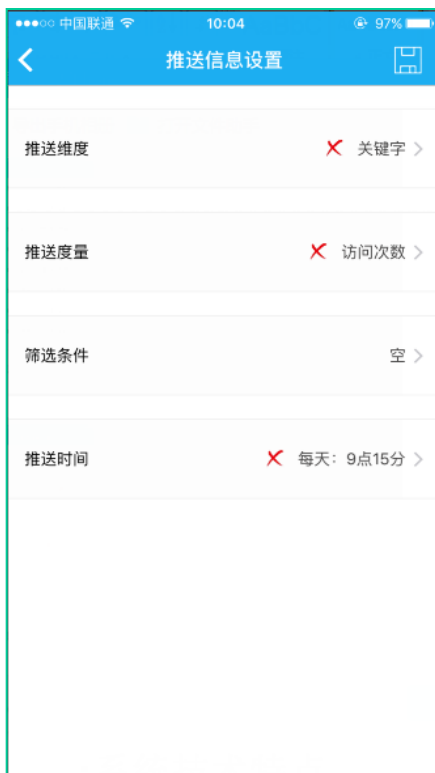 中国联通 10:04 97%
推送信息设置
推送维度 关键字
推送度量 访问次数
筛选条件 空
推送时间 每天：9点15分